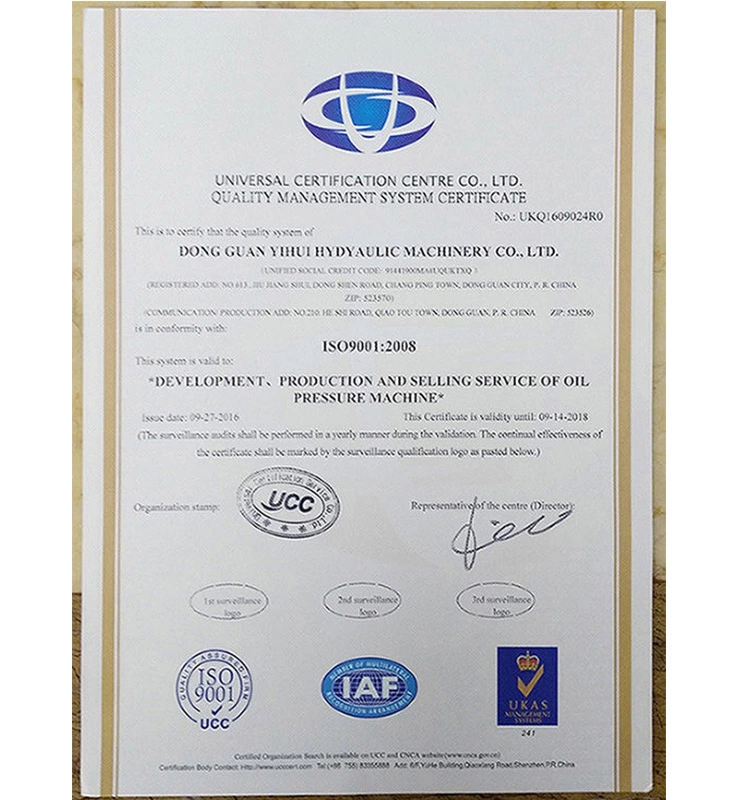 UNIVERSAL CERTIFICATION CENTRE CO., LTD.
QUALITY MANAGEMENT SYSTEM CERTIFICATE
No.: UKQ1609024R0
This is to certify that the quality system of
DONG GUAN YIHUI HYDYAULIC MACHINERY CO., LTD.
(UNIFIED SOCIAL CREDIT CODE: 91441900MA4UQUKTXQ )
(REGISTERED ADD: NO.613 , JIU JIANG SHUI, DONG SHEN ROAD, CHANG PING TOWN, DONG GUAN CITY, P. R. CHINA
ZIP: 523570)
(COMMUNICATION/ PRODUCTION ADD: NO.210, HE SHI ROAD, QIAO TOU TOWN, DONG GUAN, P. R. CHINA ZIP: 523526)
is in conformity with:
ISO9001:2008
This system is valid to:
*DEVELOPMENT、PRODUCTION AND SELLING SERVICE OF OIL
PRESSURE MACHINE*
Issue date: 09-27-2016 This Certificate is validity until: 09-14-2018
(The surveillance audits shall be performed in a yearly manner during the validation. The continual effectiveness of
the certificate shall be marked by the surveillance qualification logo as pasted below.)
Organization stamp: UCC Representative of the centre (Director):
1st surveillance
logo
2nd surveillance
logo
3rd surveillance
logo
QUALITY ASSURED FIRM
ISO
9001
UCC
MEMBER OF MULTILATERAL
IAF
RECOGNITION ARRANGEMENT
UKAS
MANAGEMENT
SYSTEMS
241
Certified Organization Search is available on UCC and CNCA website(www.cnca.gov.cn)
Certification Body Contact: Http://www.ucccert.com Tel:(+86 755) 83355888 Add: 6/F,YuHe Building,Qiaoxiang Road,Shenzhen,P.R.China